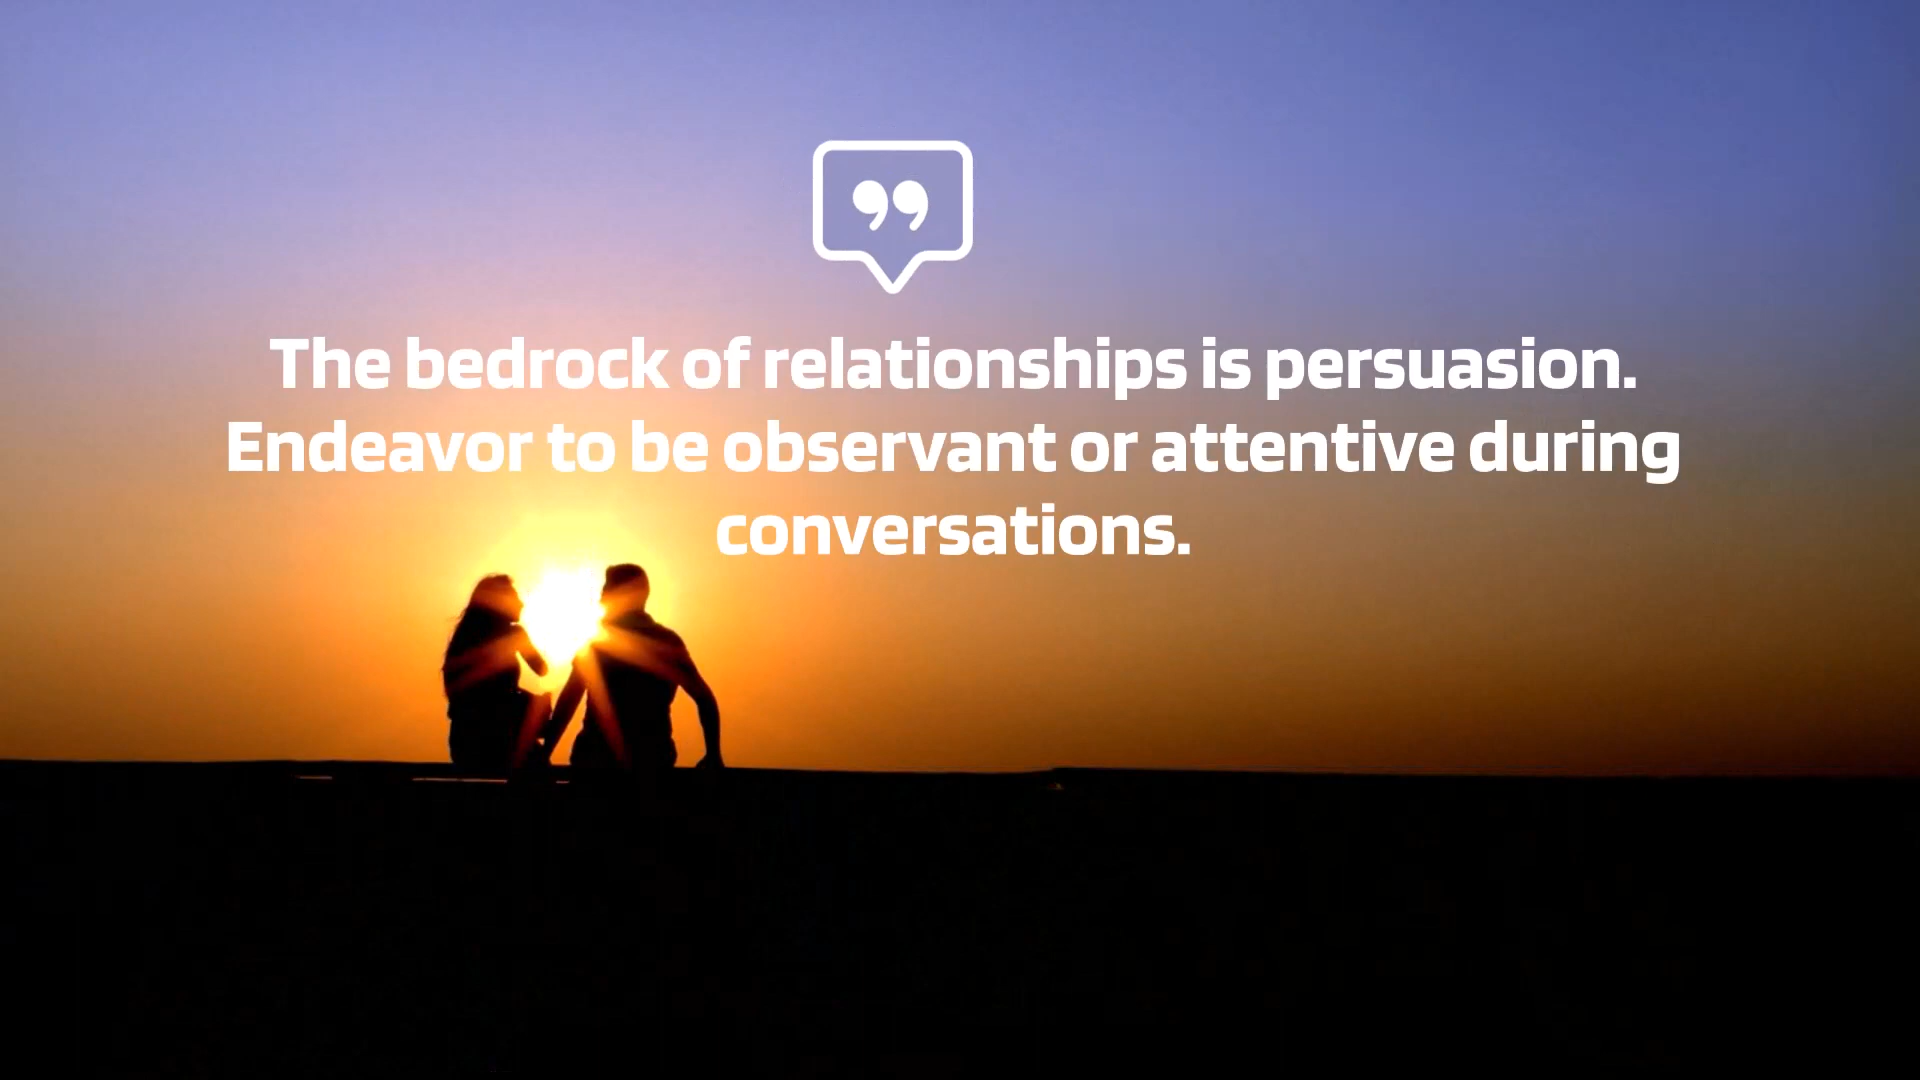 The bedrock of relationships is persuasion.
Endeavor to be observant or attentive during
conversations.